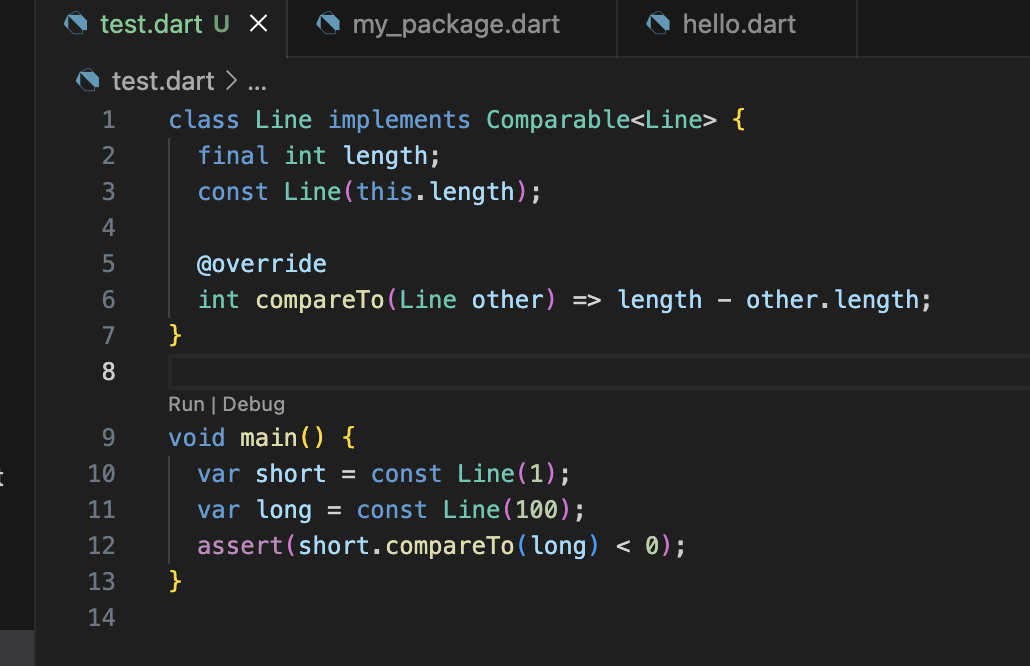 test.dart U my_package.dart hello.dart
test.dart > ...
1 class Line implements Comparable<Line> {
2   final int length;
3   const Line(this.length);
4
5   @override
6   int compareTo(Line other) => length - other.length;
7 }
8
Run | Debug
9 void main() {
10   var short = const Line(1);
11   var long = const Line(100);
12   assert(short.compareTo(long) < 0);
13 }
14